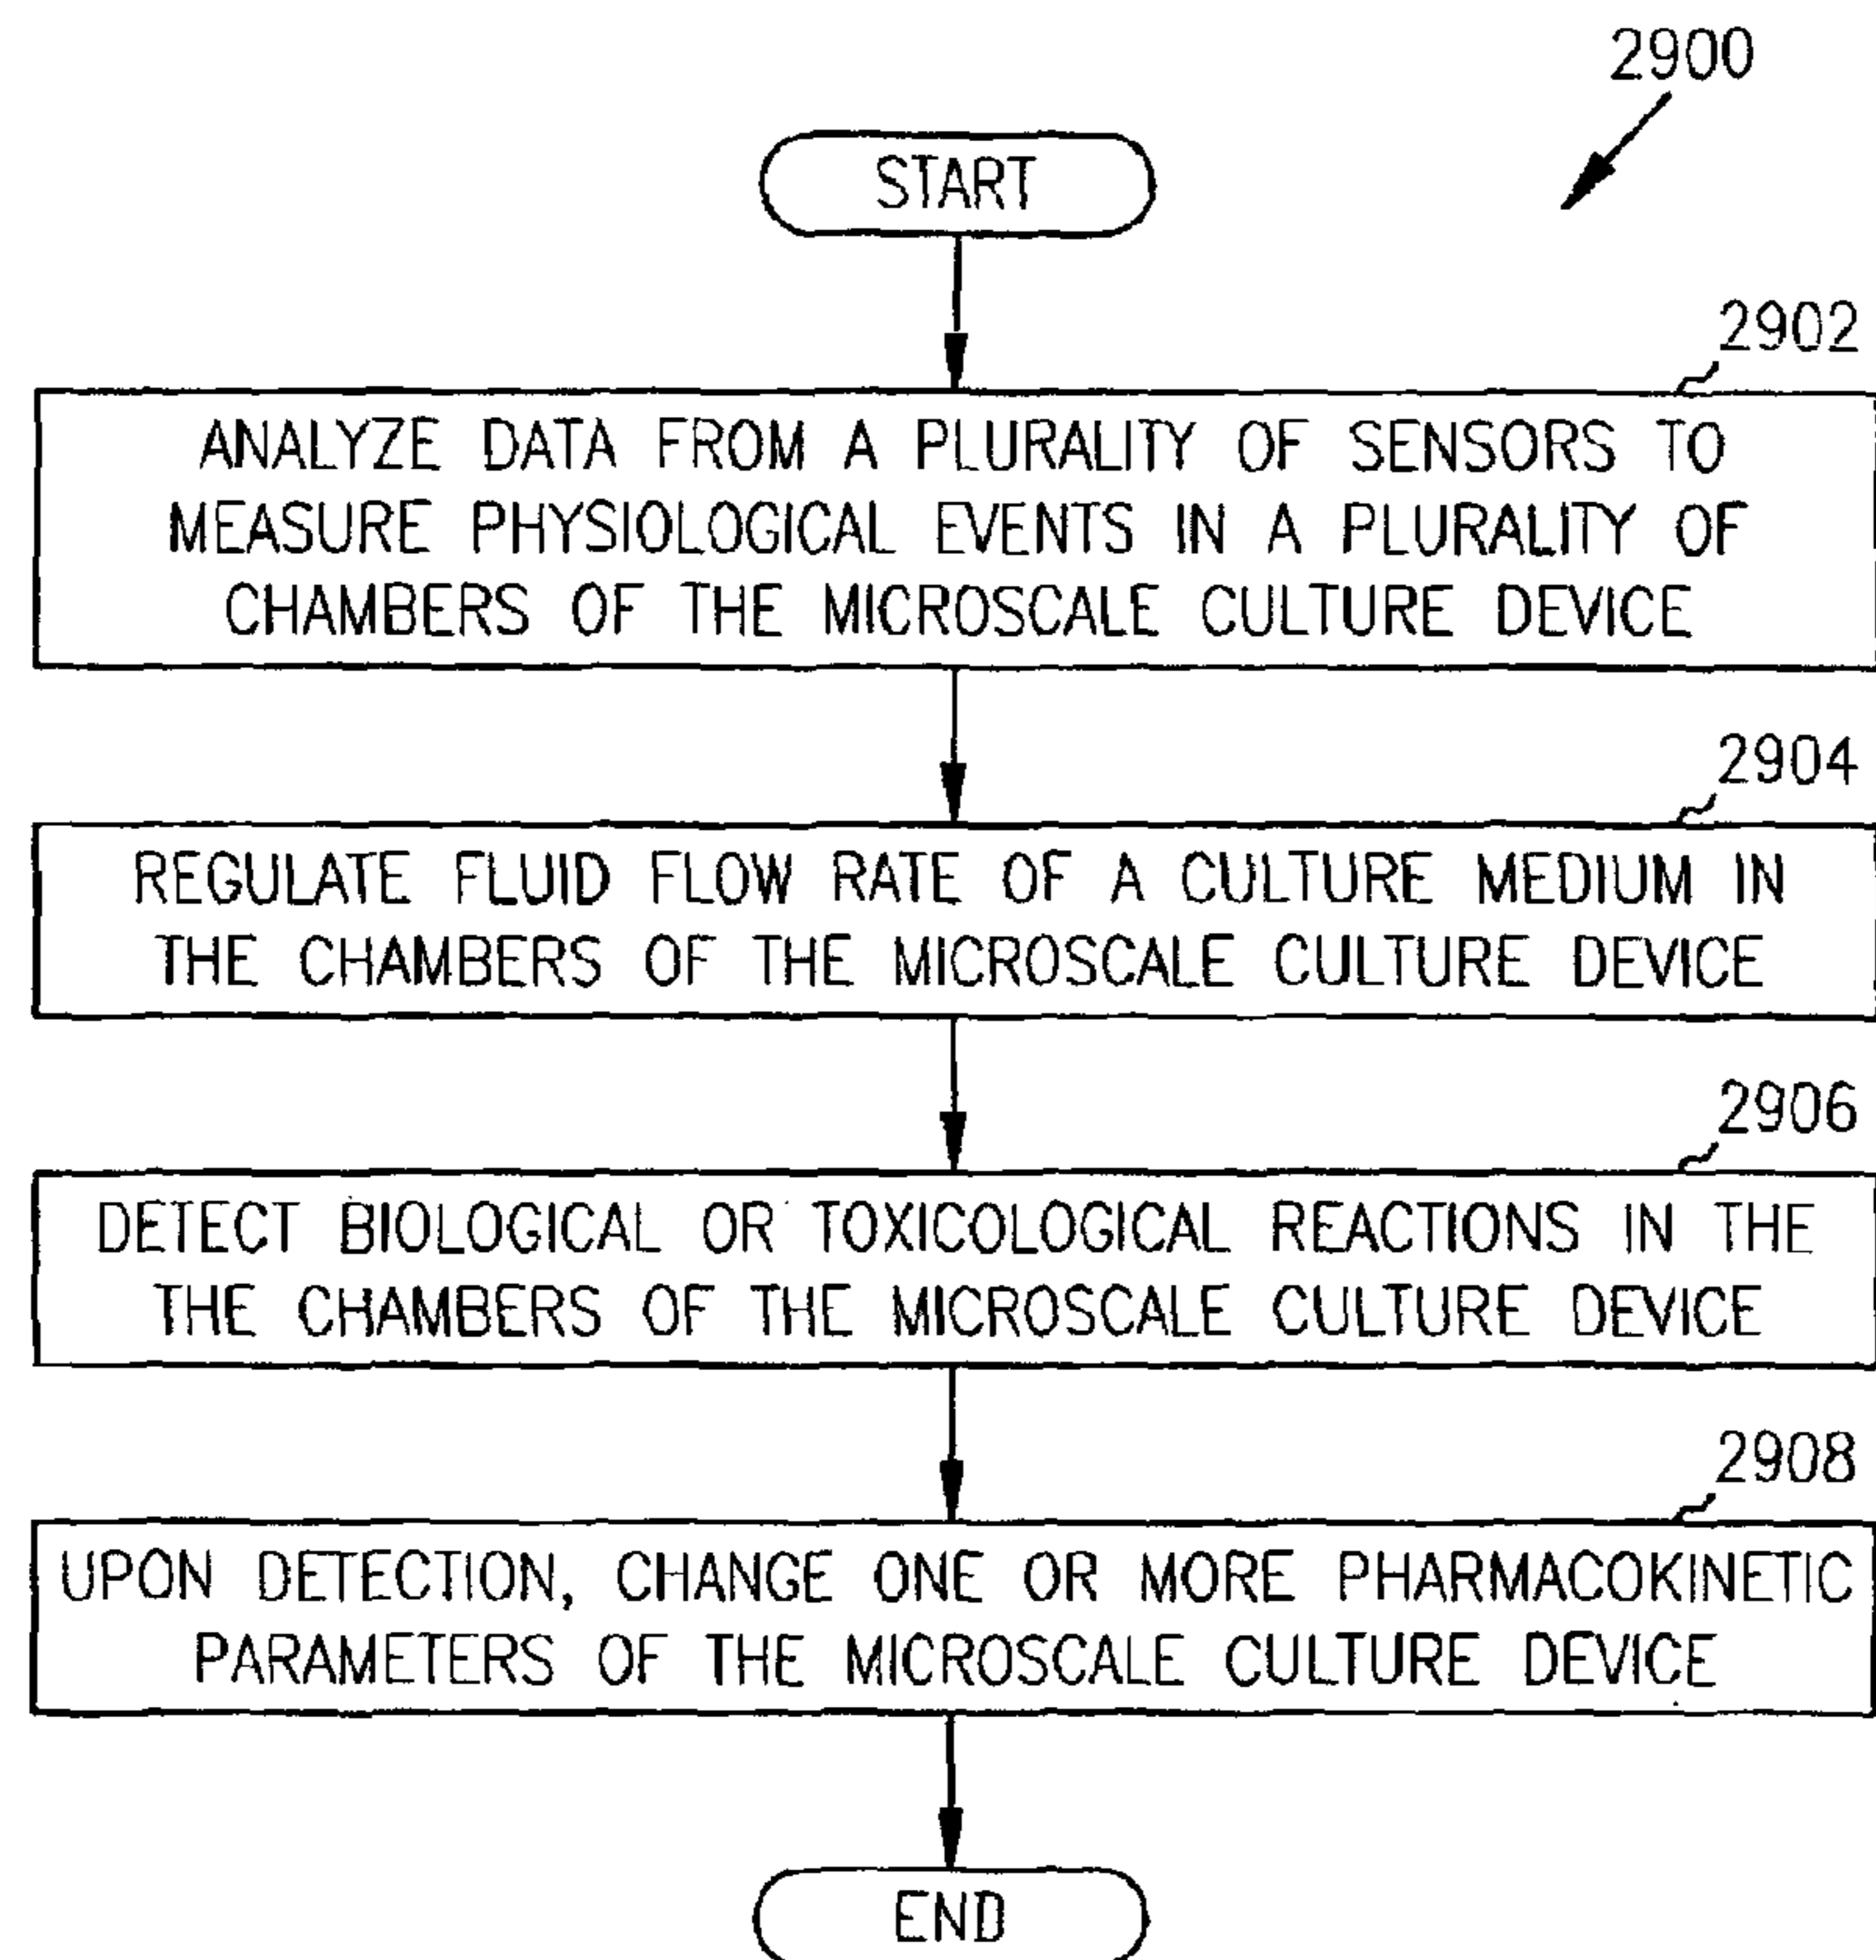 2900
START
2902
ANALYZE DATA FROM A PLURALITY OF SENSORS TO
MEASURE PHYSIOLOGICAL EVENTS IN A PLURALITY OF
CHAMBERS OF THE MICROSCALE CULTURE DEVICE
2904
REGULATE FLUID FLOW RATE OF A CULTURE MEDIUM IN
THE CHAMBERS OF THE MICROSCALE CULTURE DEVICE
2906
DETECT BIOLOGICAL OR TOXICOLOGICAL REACTIONS IN THE
THE CHAMBERS OF THE MICROSCALE CULTURE DEVICE
2908
UPON DETECTION, CHANGE ONE OR MORE PHARMACOKINETIC
PARAMETERS OF THE MICROSCALE CULTURE DEVICE
END